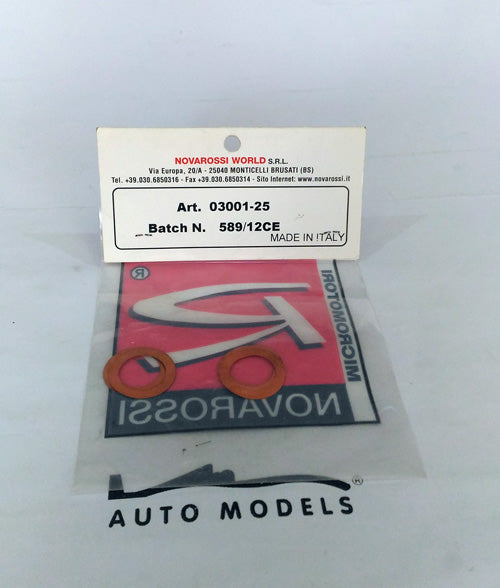 NOVAROSSI WORLD S.R.L.
Via Europa, 20/A - 25040 MONTICELLI BRUSATI (BS)
Tel. +39.030.6850316 - Fax +39.030.6850314 - Sito Internet: www.novarossi.it
Art. 03001-25
Batch N. 589/12CE
MADE IN ITALY
®
MICROMOTORI
NOVAROSSI
®
AUTO MODELS